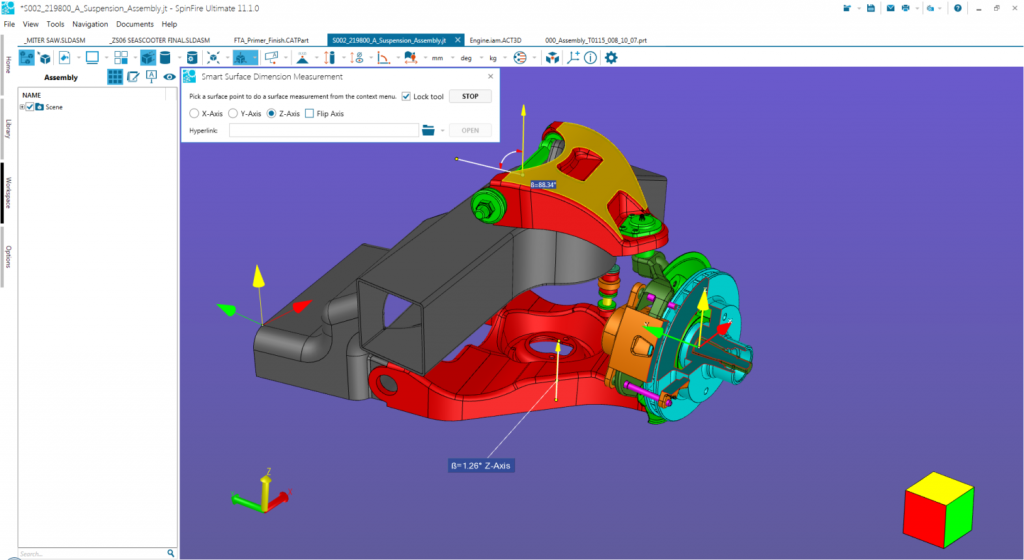 *S002_219800_A_Suspension_Assembly.jt - SpinFire Ultimate 11.1.0
File View Tools Navigation Documents Help
_MITER SAW.SLDASM _ZS06 SEASCOOTER FINAL.SLDASM FTA_Primer_Finish.CATPart S002_219800_A_Suspension_Assembly.jt Engine.iam.ACT3D 000_Assembly_T0115_008_10_07.prt
mm deg kg
Home
Library
Workspace
Options
Assembly
NAME
Scene
Smart Surface Dimension Measurement
Pick a surface point to do a surface measurement from the context menu. Lock tool STOP
X-Axis Y-Axis Z-Axis Flip Axis
Hyperlink: OPEN
ß=88.34°
ß=1.26° Z-Axis
Z
Search...